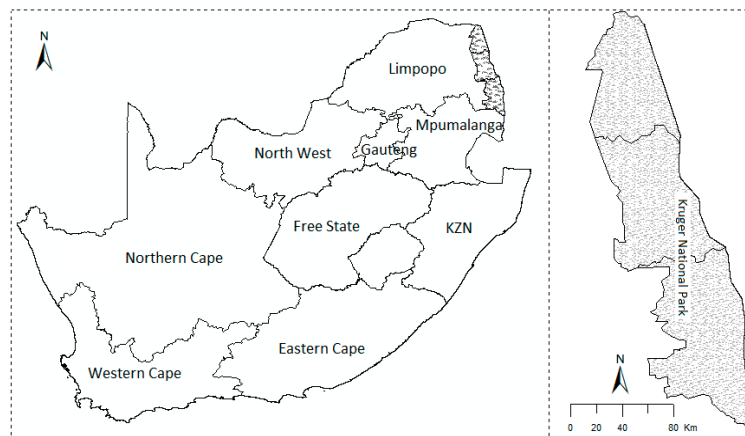 N
Limpopo
Mpumalanga
North West
Gauteng
Free State
KZN
Northern Cape
Eastern Cape
Western Cape
Kruger National Park
N
0 20 40 80 Km